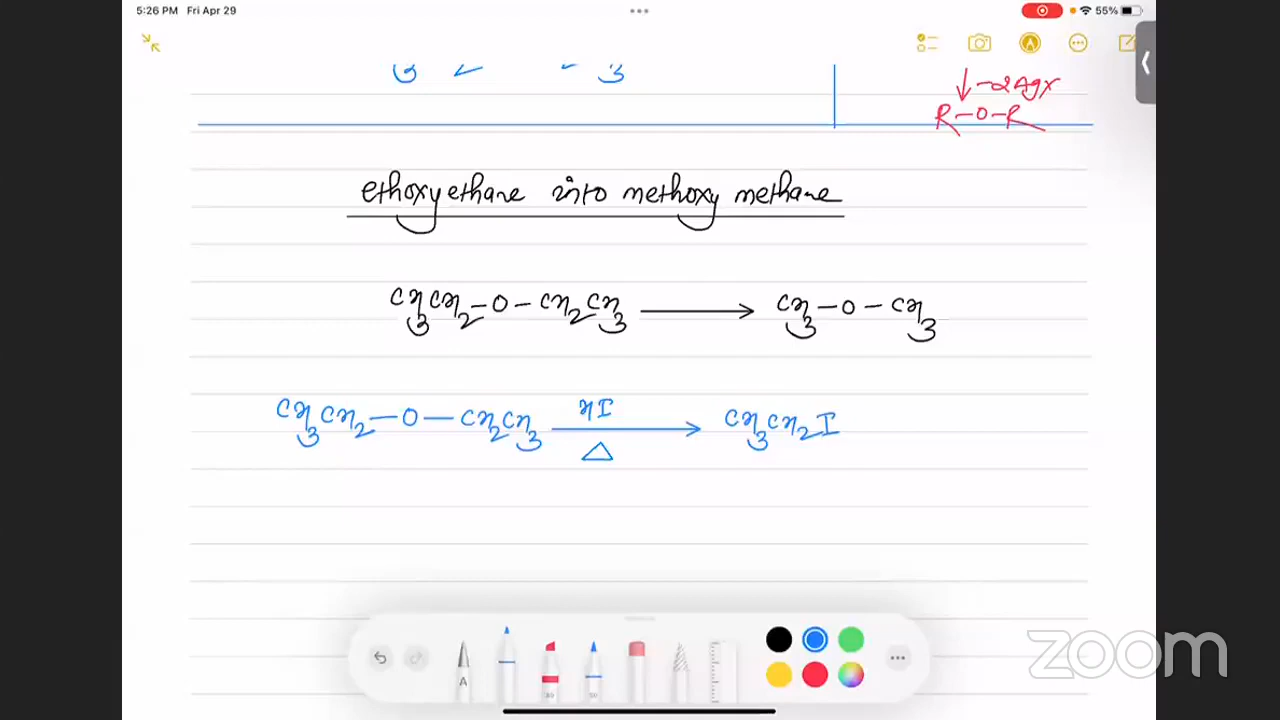 5:26 PM Fri Apr 29
55%
-2AgX
R-O-R
ethoxyethane into methoxy methane
CH3CH2-O-CH2CH3 → CH3-O-CH3
CH3CH2-O-CH2CH3 HI → CH3CH2I
△
A
zoom